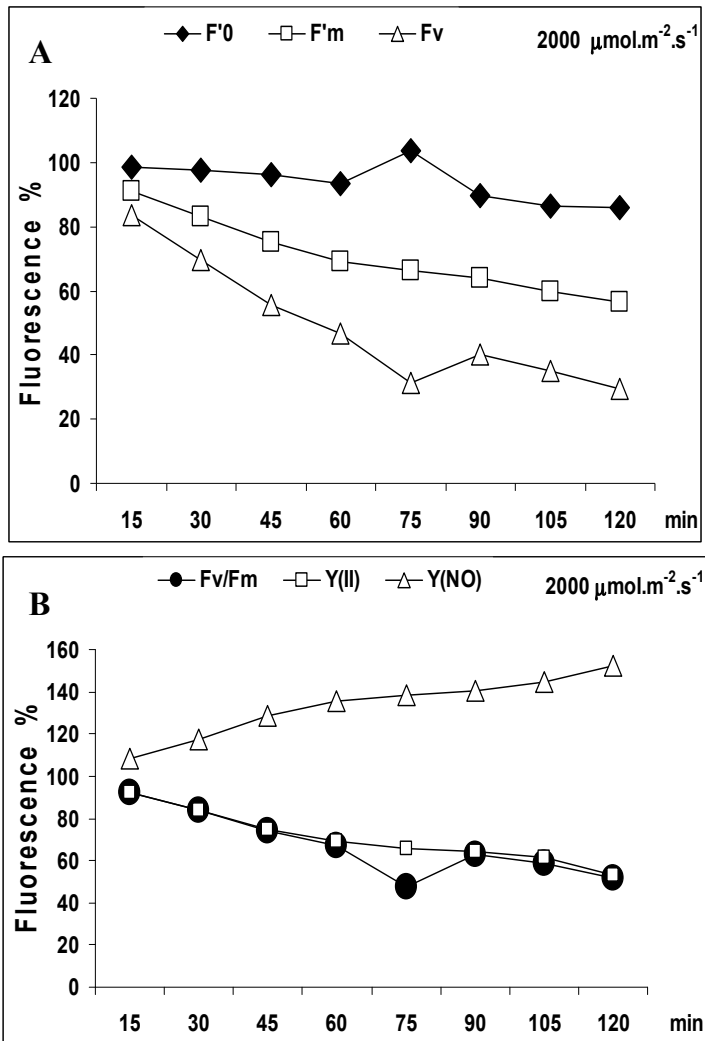 F'0 F'm Fv
A 2000 μmol.m-2.s-1
120
100
80
60
40
20
0
Fluorescence %
15 30 45 60 75 90 105 120 min
Fv/Fm Y(II) Y(NO)
B 2000 μmol.m-2.s-1
160
140
120
100
80
60
40
20
0
Fluorescence %
15 30 45 60 75 90 105 120 min